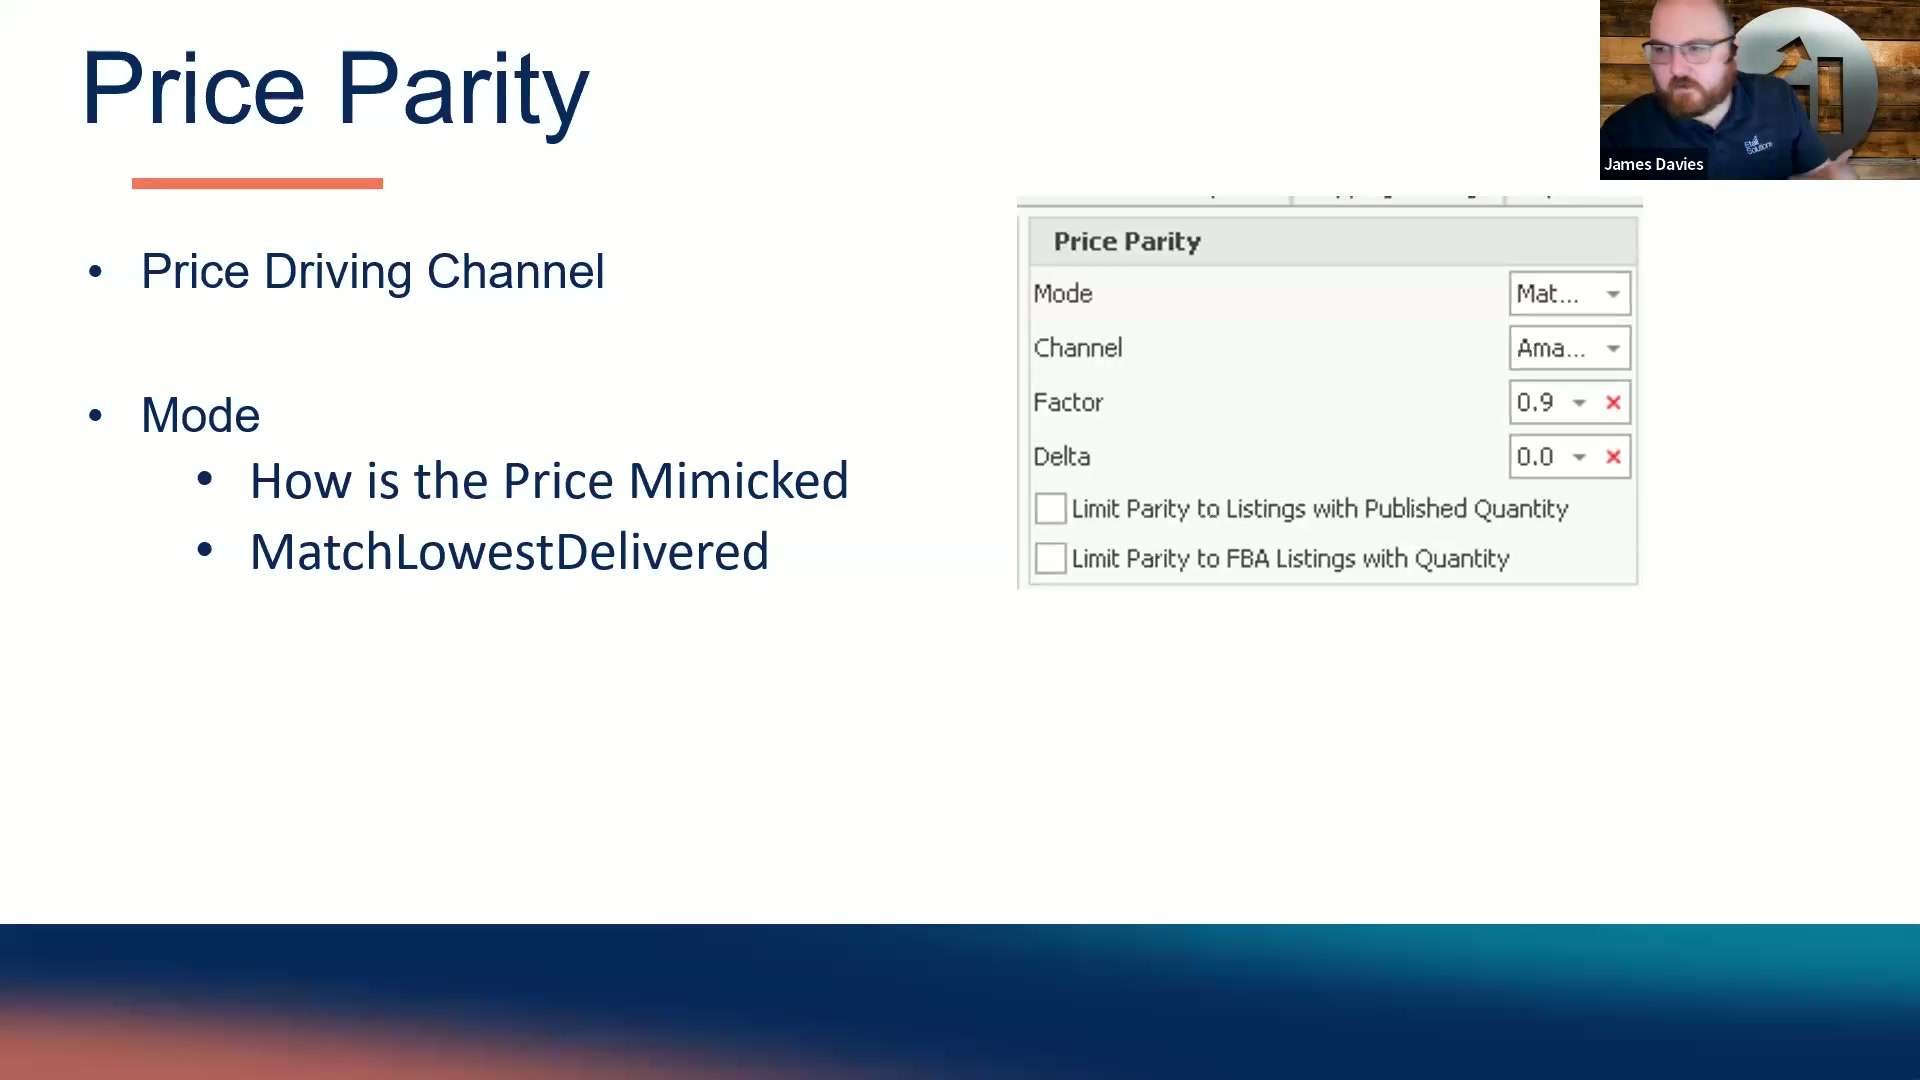 Price Parity
James Davies
• Price Driving Channel
• Mode
• How is the Price Mimicked
• MatchLowestDelivered
Price Parity
Mode Mat...
Channel Ama...
Factor 0.9
Delta 0.0
Limit Parity to Listings with Published Quantity
Limit Parity to FBA Listings with Quantity
Etail
Solutions